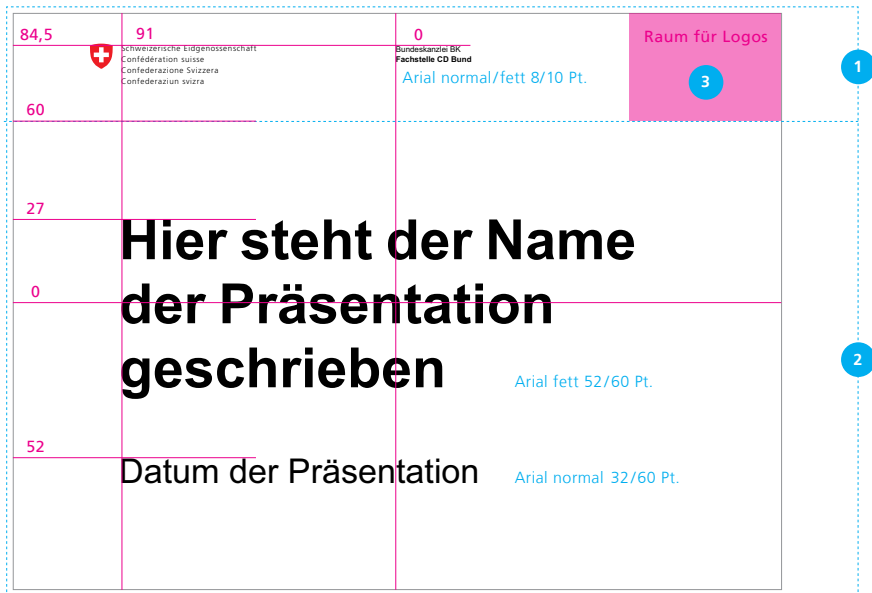 84,5
91
0
Raum für Logos
Schweizerische Eidgenossenschaft
Confédération suisse
Confederazione Svizzera
Confederaziun svizra
Bundeskanzlei BK
Fachstelle CD Bund
Arial normal/fett 8/10 Pt.
3
1
60
27
Hier steht der Name
0
der Präsentation
geschrieben
Arial fett 52/60 Pt.
2
52
Datum der Präsentation
Arial normal 32/60 Pt.